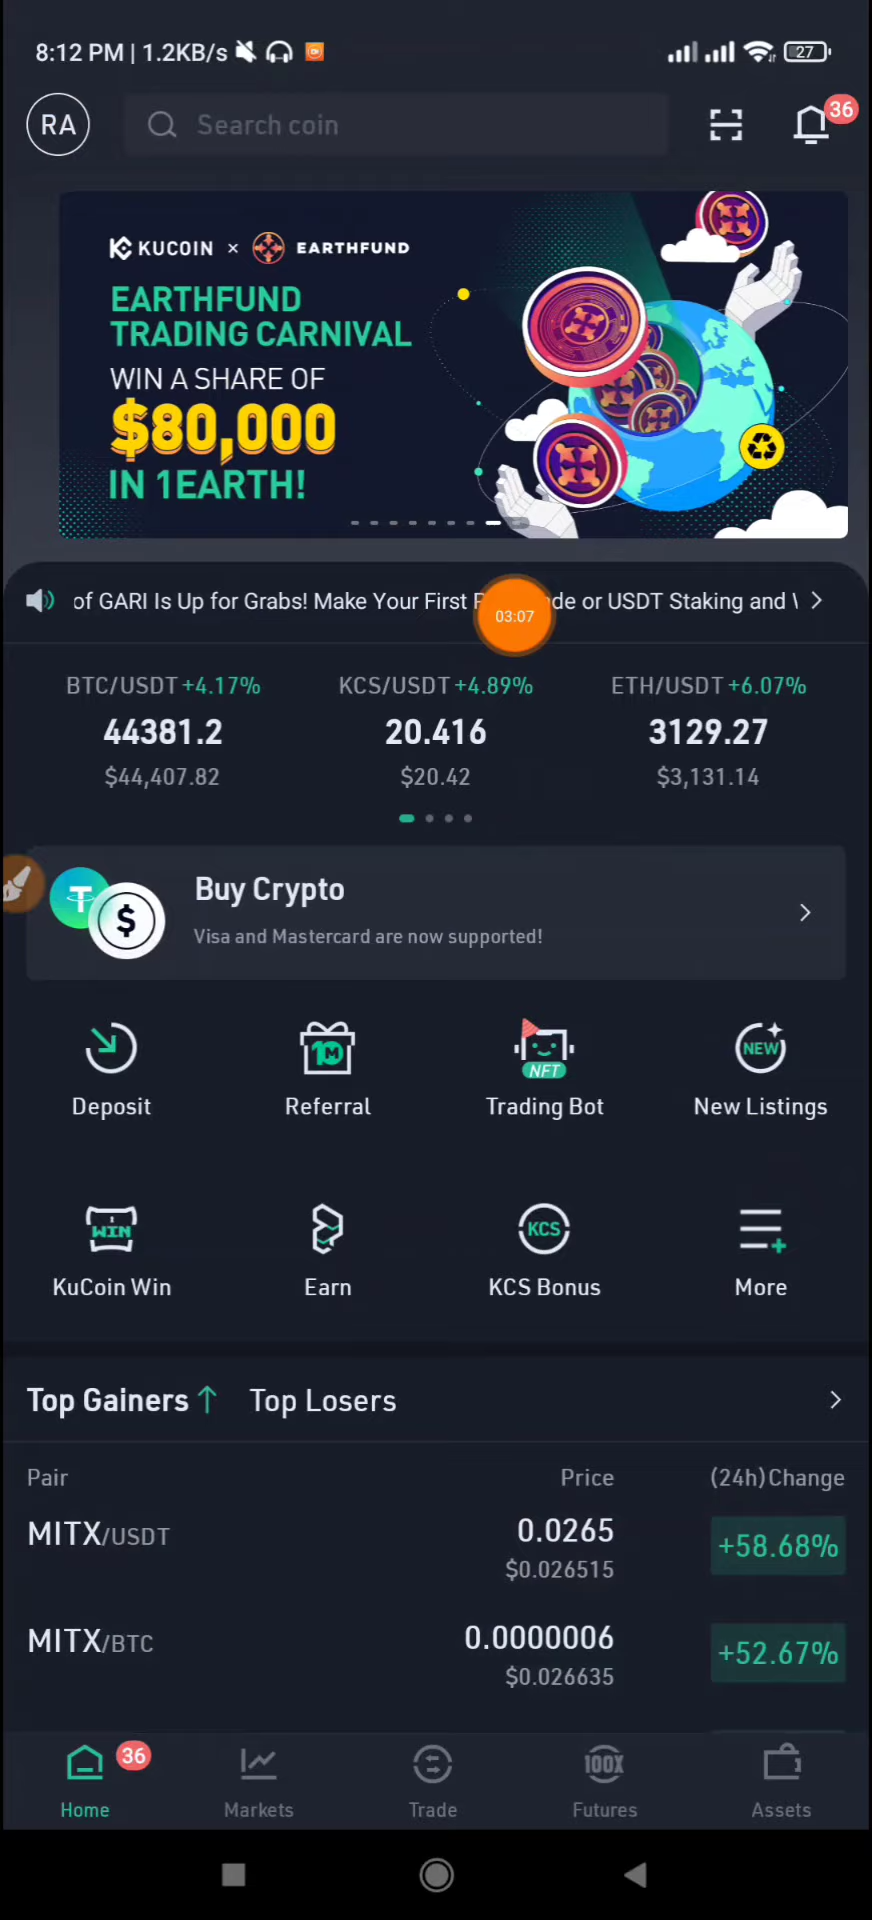 8:12 PM | 1.2KB/s
27
RA
Search coin
36
KUCOIN × EARTHFUND
EARTHFUND
TRADING CARNIVAL
WIN A SHARE OF
$80,000
IN 1EARTH!
of GARI Is Up for Grabs! Make Your First de or USDT Staking and
03:07
BTC/USDT +4.17% KCS/USDT +4.89% ETH/USDT +6.07%
44381.2 20.416 3129.27
$44,407.82 $20.42 $3,131.14
Buy Crypto
Visa and Mastercard are now supported!
10M NFT NEW
Deposit Referral Trading Bot New Listings
WIN KCS
KuCoin Win Earn KCS Bonus More
Top Gainers ↑ Top Losers
Pair Price (24h)Change
MITX/USDT 0.0265 +58.68%
$0.026515
MITX/BTC 0.0000006 +52.67%
$0.026635
36 100X
Home Markets Trade Futures Assets